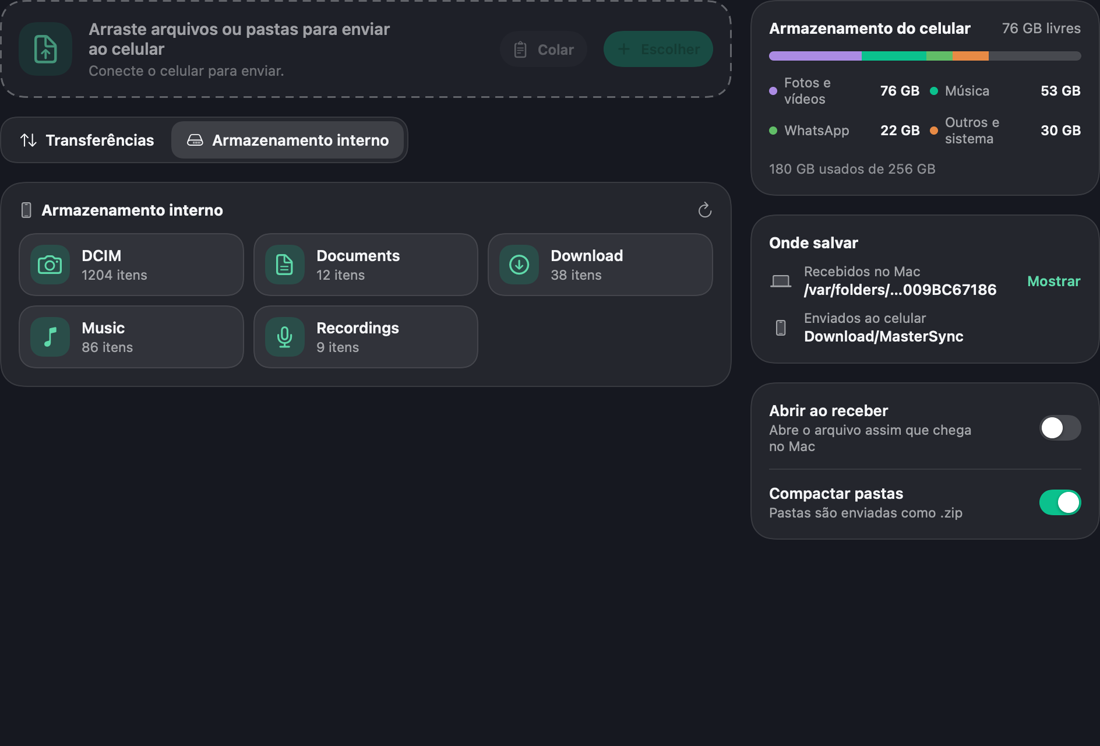 Arraste arquivos ou pastas para enviar
ao celular
Conecte o celular para enviar.
Colar
+ Escolher
Transferências
Armazenamento interno
Armazenamento interno
DCIM
1204 itens
Documents
12 itens
Download
38 itens
Music
86 itens
Recordings
9 itens
Armazenamento do celular
76 GB livres
Fotos e
vídeos
76 GB
Música
53 GB
WhatsApp
22 GB
Outros e
sistema
30 GB
180 GB usados de 256 GB
Onde salvar
Recebidos no Mac
/var/folders/...009BC67186
Mostrar
Enviados ao celular
Download/MasterSync
Abrir ao receber
Abre o arquivo assim que chega
no Mac
Compactar pastas
Pastas são enviadas como .zip